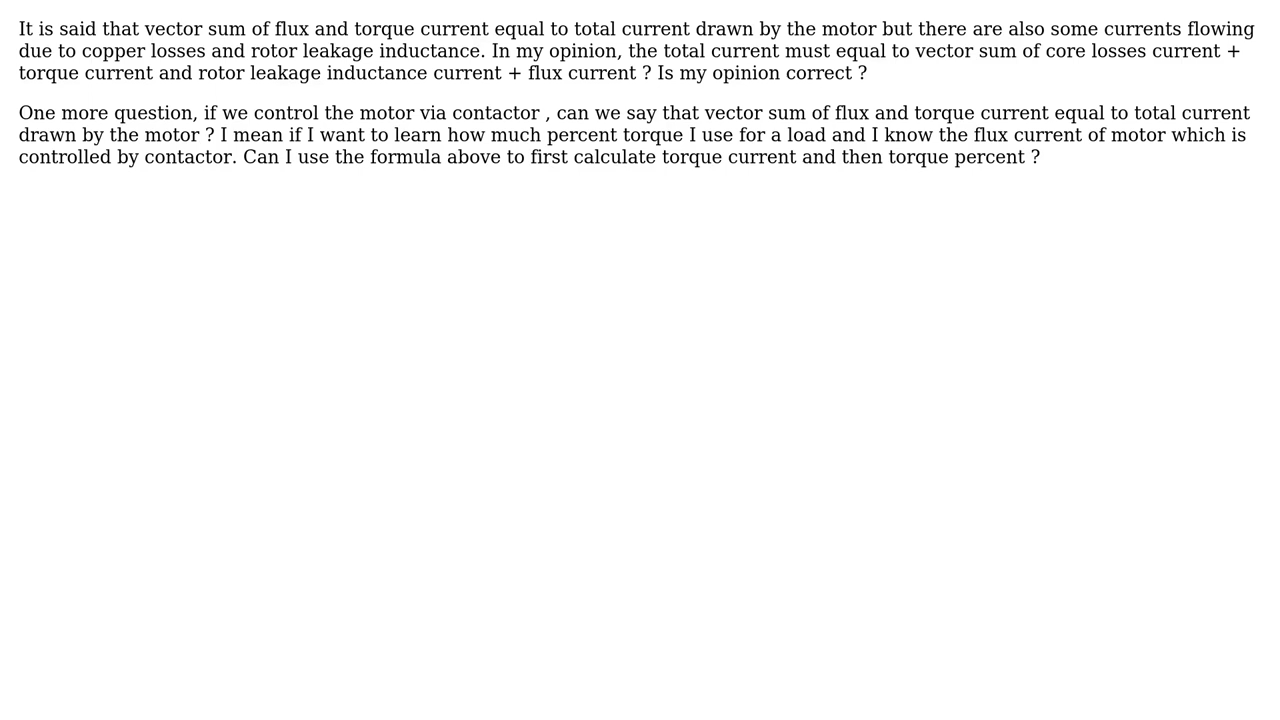 It is said that vector sum of flux and torque current equal to total current drawn by the motor but there are also some currents flowing
due to copper losses and rotor leakage inductance. In my opinion, the total current must equal to vector sum of core losses current +
torque current and rotor leakage inductance current + flux current ? Is my opinion correct ?
One more question, if we control the motor via contactor , can we say that vector sum of flux and torque current equal to total current
drawn by the motor ? I mean if I want to learn how much percent torque I use for a load and I know the flux current of motor which is
controlled by contactor. Can I use the formula above to first calculate torque current and then torque percent ?